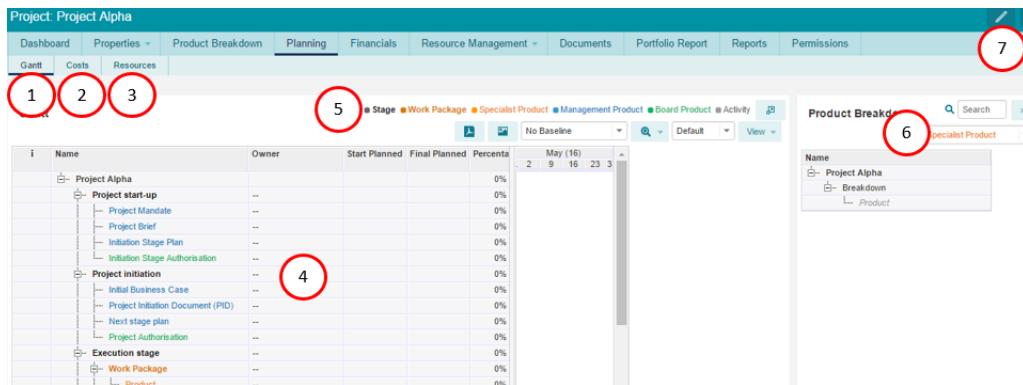 Project: Project Alpha
Dashboard Properties Product Breakdown Planning Financials Resource Management Documents Portfolio Report Reports Permissions
7
Gantt Costs Resources
1 2 3
5
Stage Work Package Specialist Product Management Product Board Product Activity
Product Breakdo
Search
6
Specialist Product
No Baseline Default View
i Name Owner Start Planned Final Planned Percenta
May (16)
2 9 16 23 3
Name
Project Alpha
Breakdown
Product
Project Alpha 0%
Project start-up -- 0%
Project Mandate -- 0%
Project Brief -- 0%
Initiation Stage Plan -- 0%
Initiation Stage Authorisation -- 0%
Project initiation -- 0%
4
Initial Business Case -- 0%
Project Initiation Document (PID) -- 0%
Next stage plan -- 0%
Project Authorisation -- 0%
Execution stage -- 0%
Work Package -- 0%
Product 0%